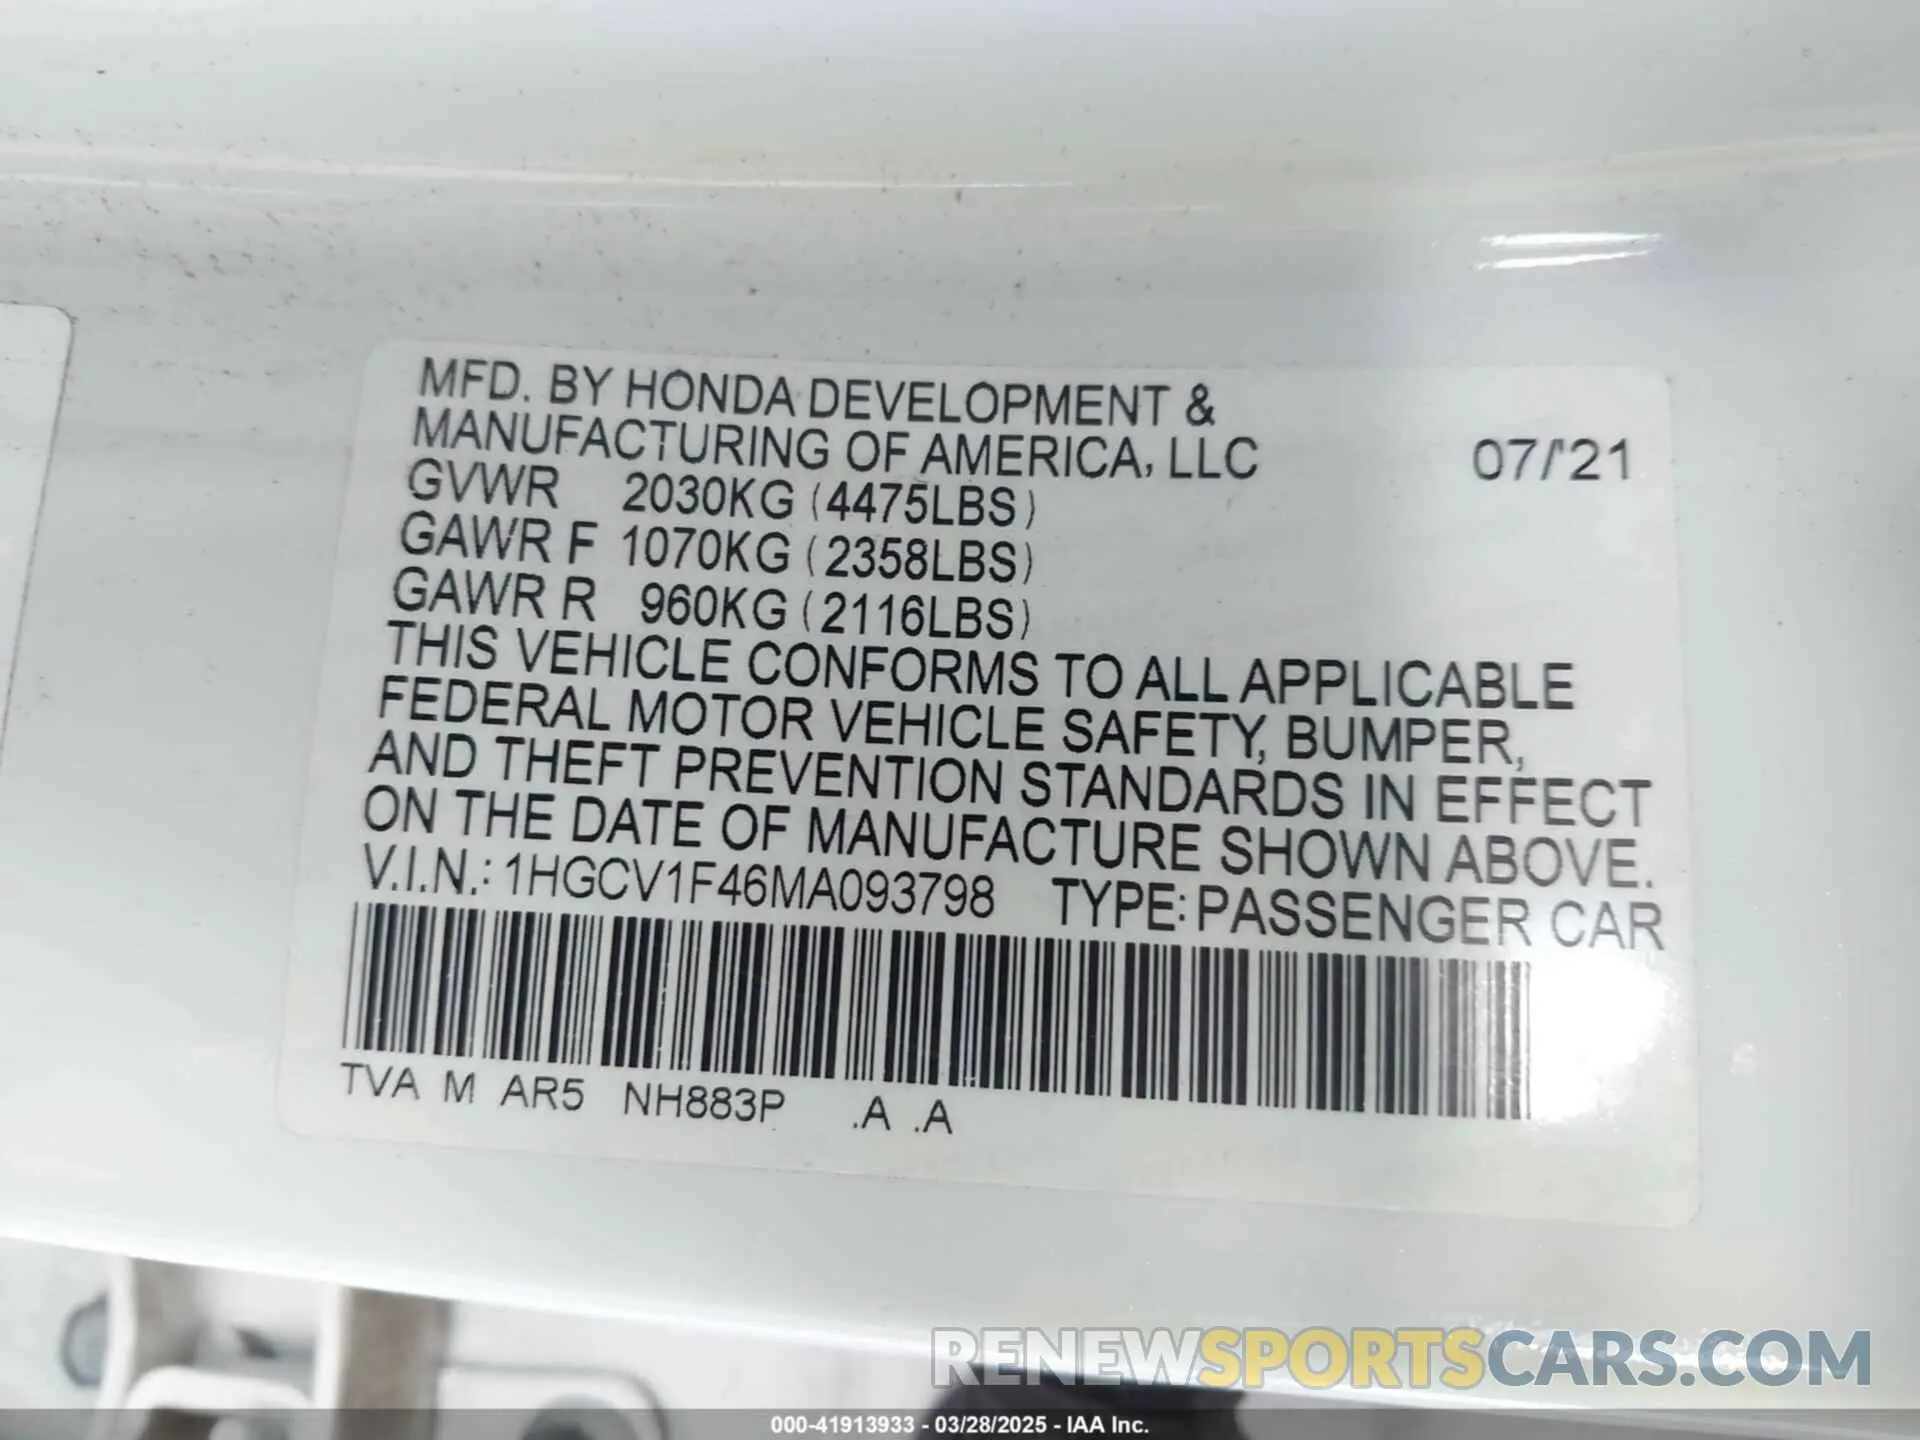 MFD. BY HONDA DEVELOPMENT &
MANUFACTURING OF AMERICA, LLC 07/'21
GVWR 2030KG (4475LBS)
GAWR F 1070KG (2358LBS)
GAWR R 960KG (2116LBS)
THIS VEHICLE CONFORMS TO ALL APPLICABLE
FEDERAL MOTOR VEHICLE SAFETY, BUMPER,
AND THEFT PREVENTION STANDARDS IN EFFECT
ON THE DATE OF MANUFACTURE SHOWN ABOVE.
V.I.N.: 1HGCV1F46MA093798 TYPE: PASSENGER CAR
TVA M AR5 NH883P .A .A
RENEWSPORTSCARS.COM
000-41913933 - 03/28/2025 - IAA Inc.